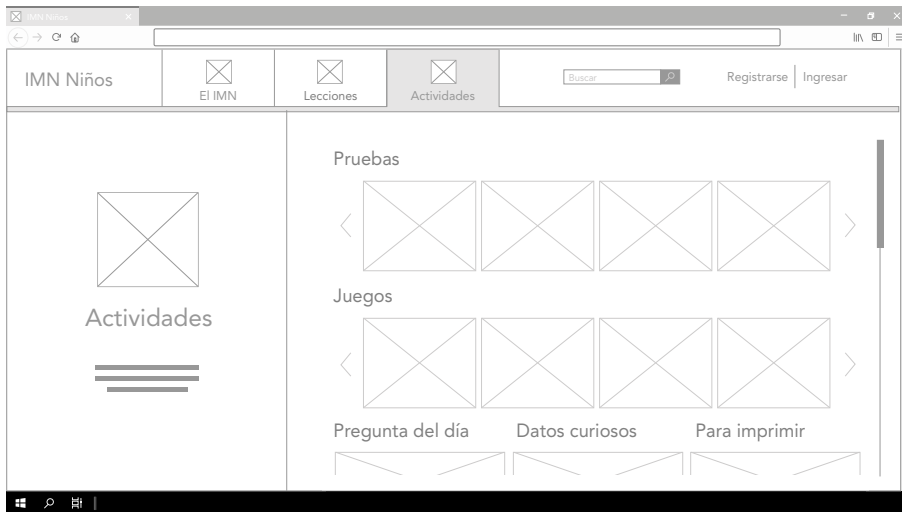 IMN Niños
IMN Niños
El IMN
Lecciones
Actividades
Buscar
Registrarse
Ingresar
Actividades
Pruebas
Juegos
Pregunta del día
Datos curiosos
Para imprimir